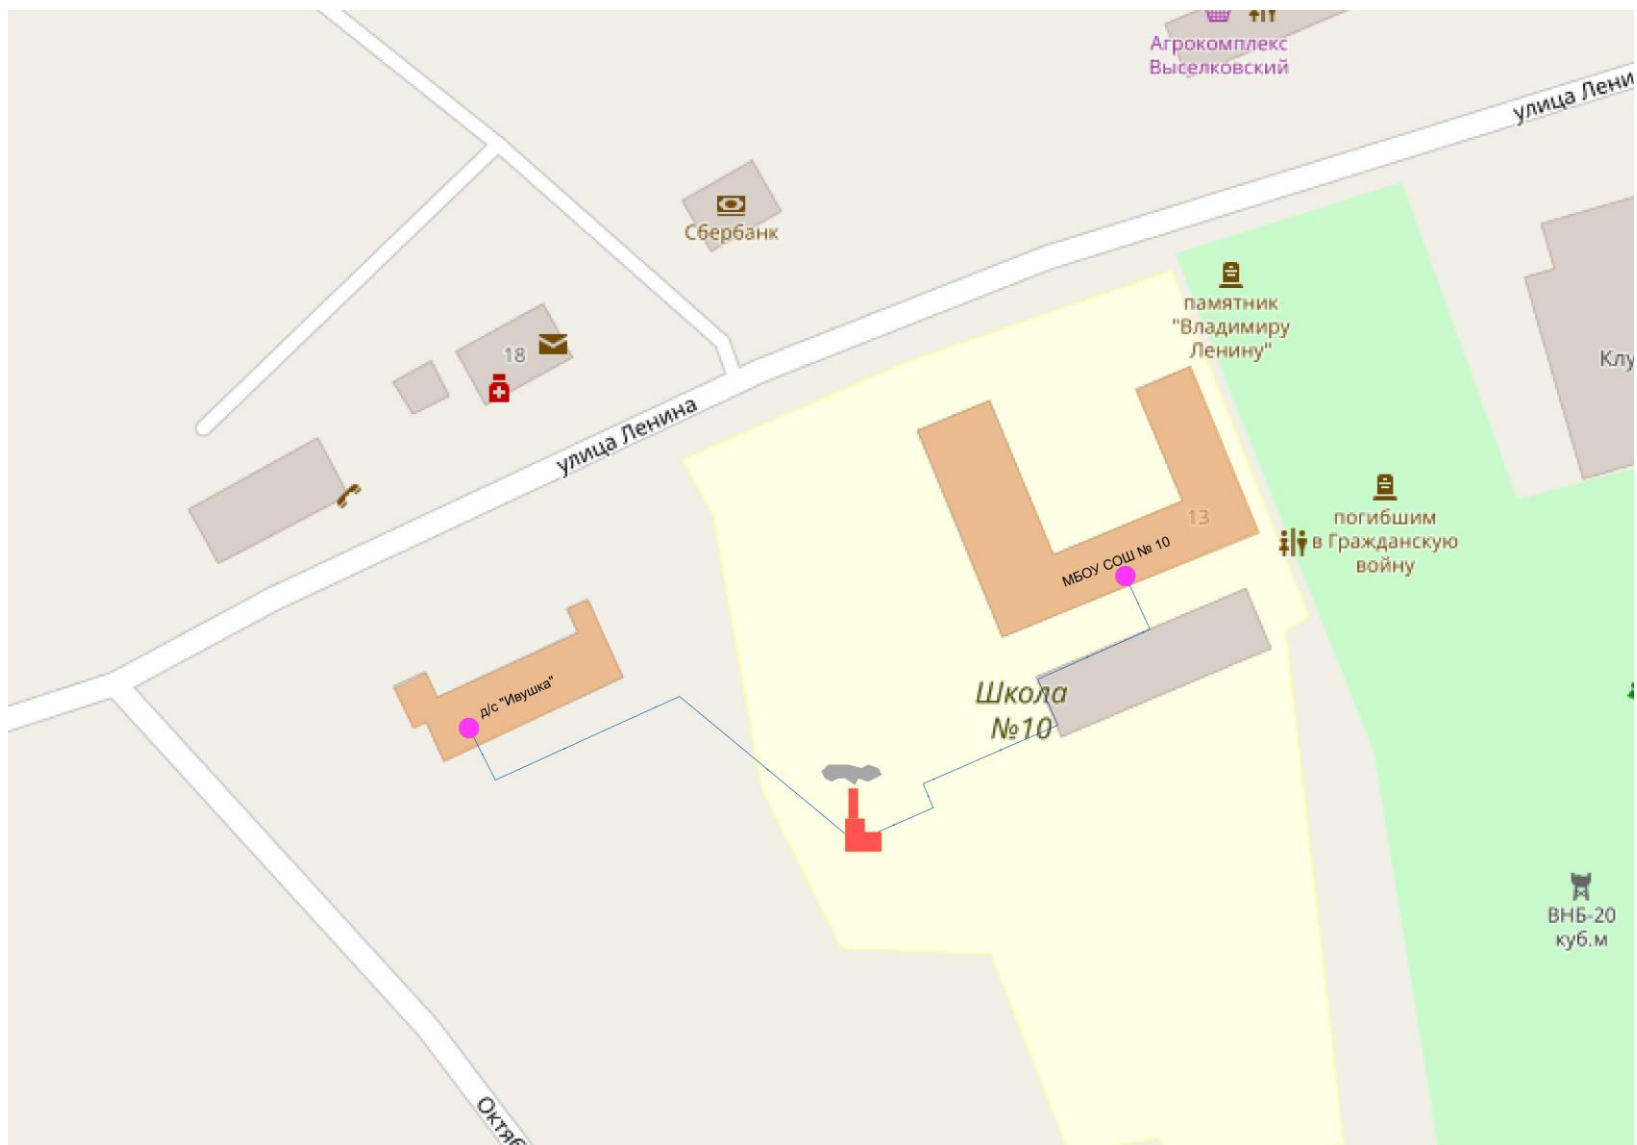 Агрокомплекс
Выселковский
улица Лени
Сбербанк
памятник
"Владимиру
Ленину"
18
Клу
улица Ленина
13
погибшим
в Гражданскую
войну
МБОУ СОШ № 10
д/с "Ивушка"
Школа
№10
ВНБ-20
куб.м
Октяб